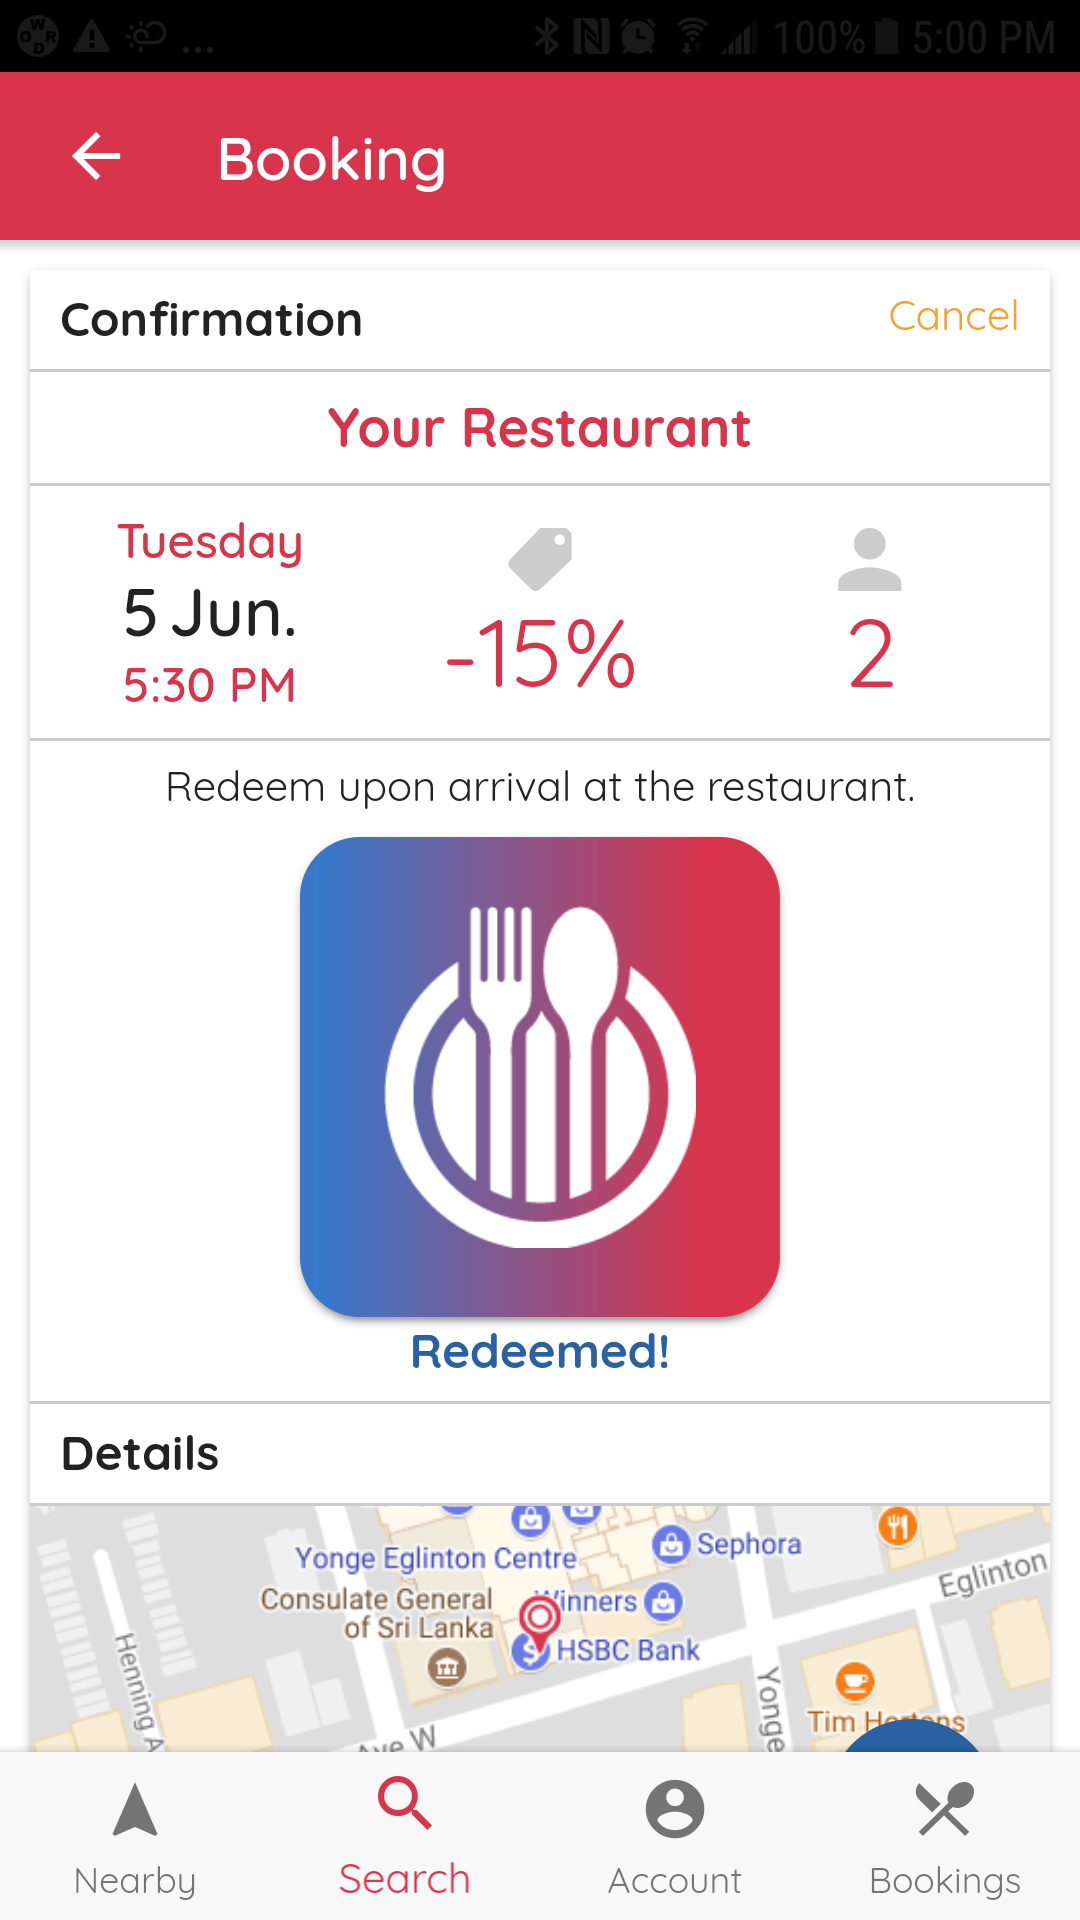 100% 5:00 PM
Booking
Confirmation
Cancel
Your Restaurant
Tuesday
5 Jun.
5:30 PM
-15%
2
Redeem upon arrival at the restaurant.
Redeemed!
Details
Yonge Eglinton Centre
Sephora
Eglinton
Consulate General
of Sri Lanka
Winners
HSBC Bank
Henning A
Yonge
Tim Hortons
Ave W
Nearby
Search
Account
Bookings